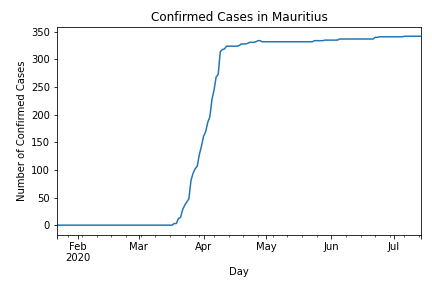 Confirmed Cases in Mauritius
Number of Confirmed Cases
350
300
250
200
150
100
50
0
Feb
2020
Mar
Apr
May
Jun
Jul
Day